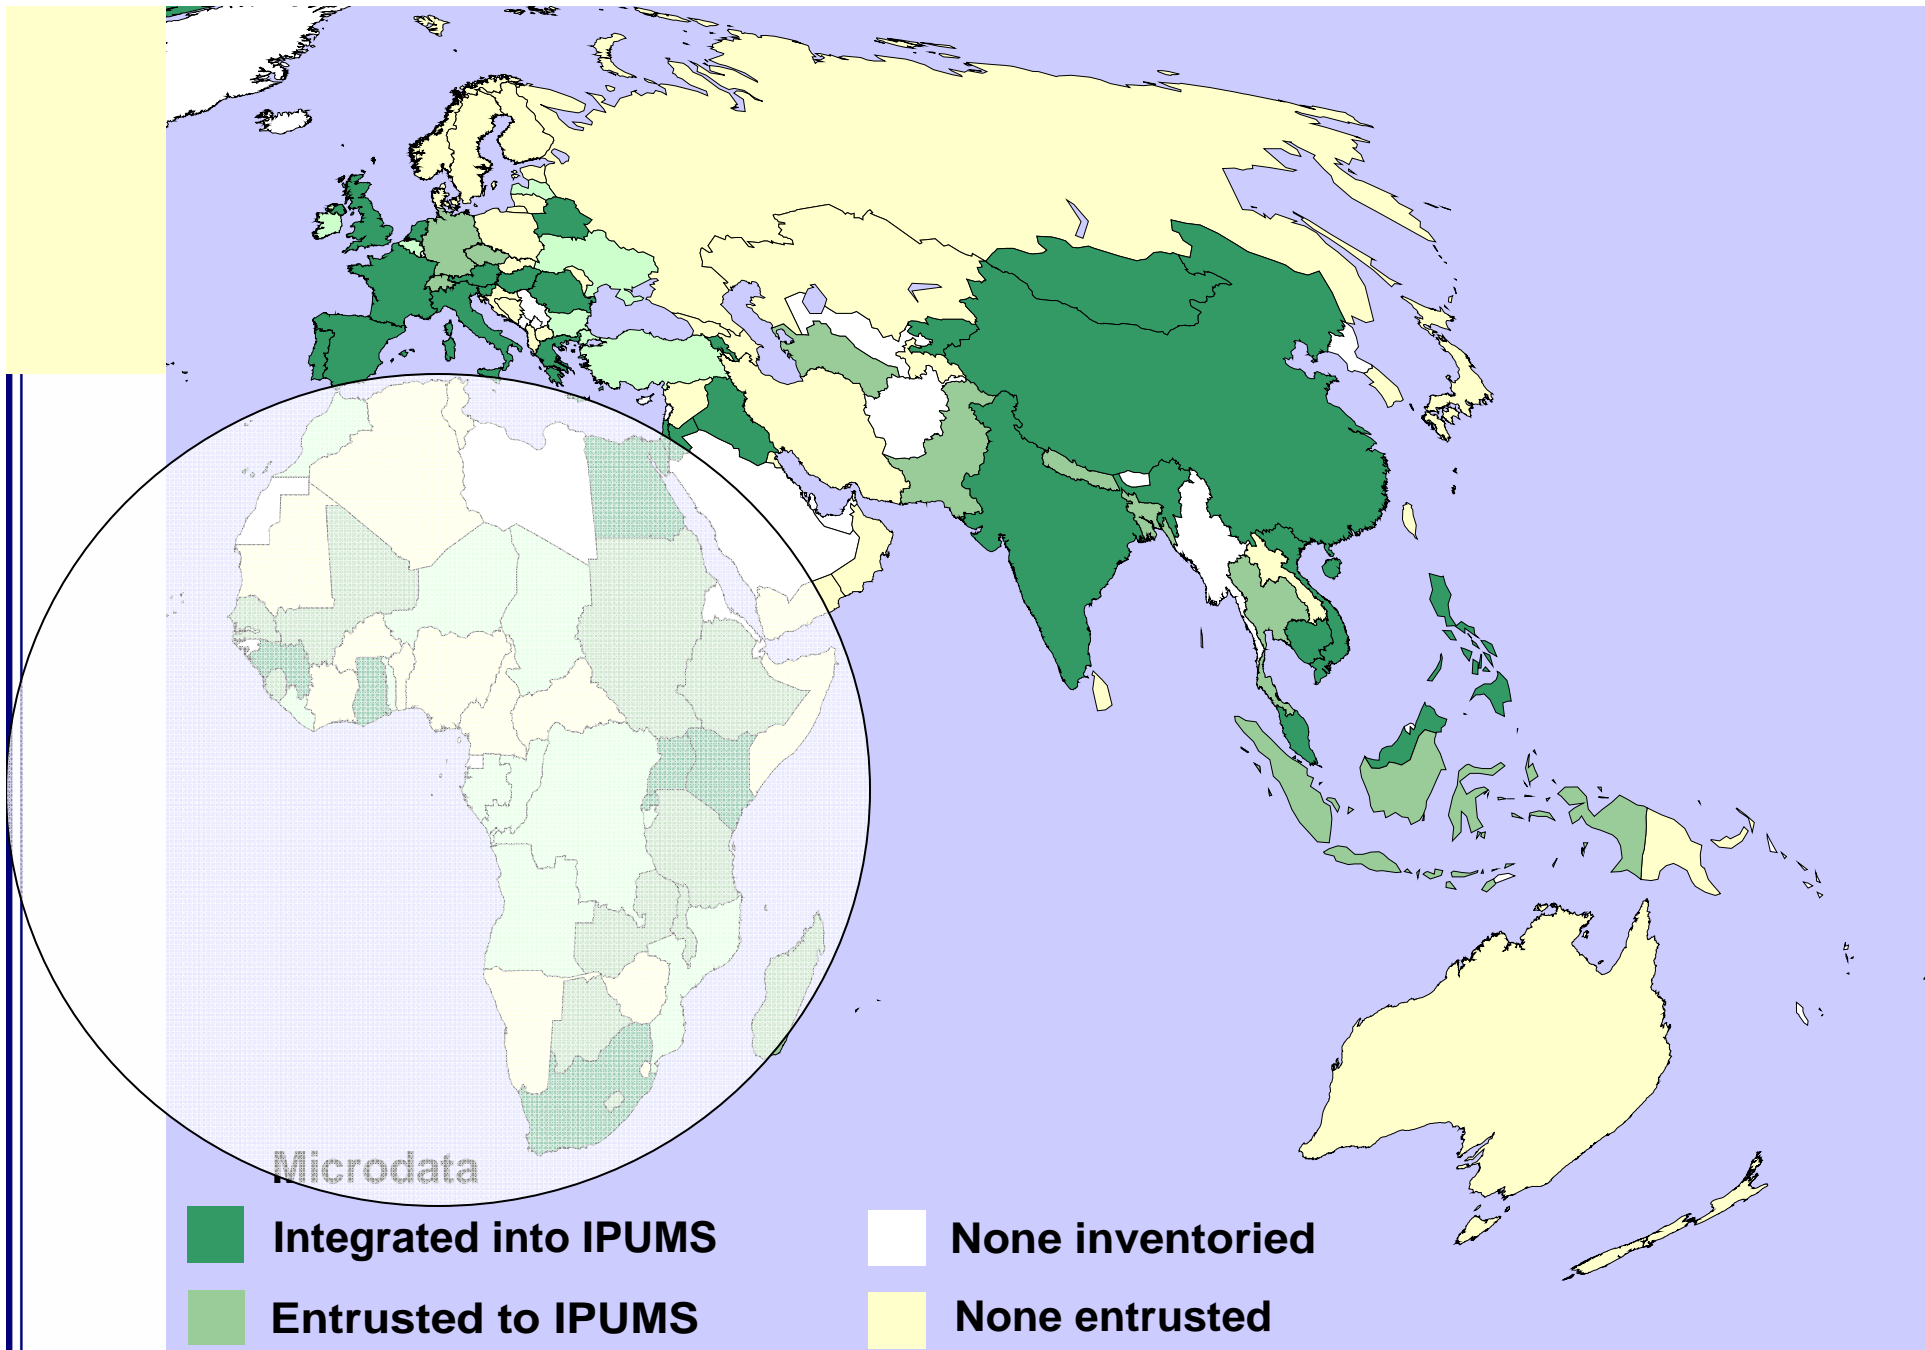 Microdata
Integrated into IPUMS
None inventoried
Entrusted to IPUMS
None entrusted